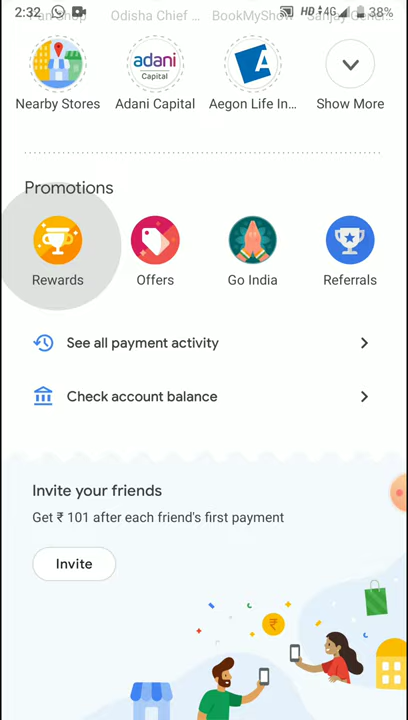 2:32 HD 4G 38%
Odisha Chief ... BookMyShow
adani
Capital
Nearby Stores Adani Capital Aegon Life In... Show More
Promotions
Rewards Offers Go India Referrals
See all payment activity
Check account balance
Invite your friends
Get ₹ 101 after each friend's first payment
Invite
₹